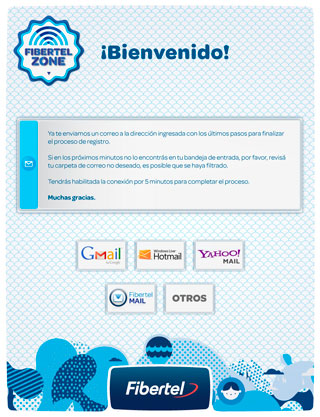 FIBERTEL
ZONE
¡Bienvenido!
Ya te enviamos un correo a la dirección ingresada con los últimos pasos para finalizar
el proceso de registro.
Si en los próximos minutos no lo encontrás en tu bandeja de entrada, por favor, revisá
tu carpeta de correo no deseado, es posible que se haya filtrado.
Tendrás habilitada la conexión por 5 minutos para completar el proceso.
Muchas gracias.
Gmail
Windows Live
Hotmail
YAHOO!
MAIL
Fibertel
MAIL
OTROS
Fibertel